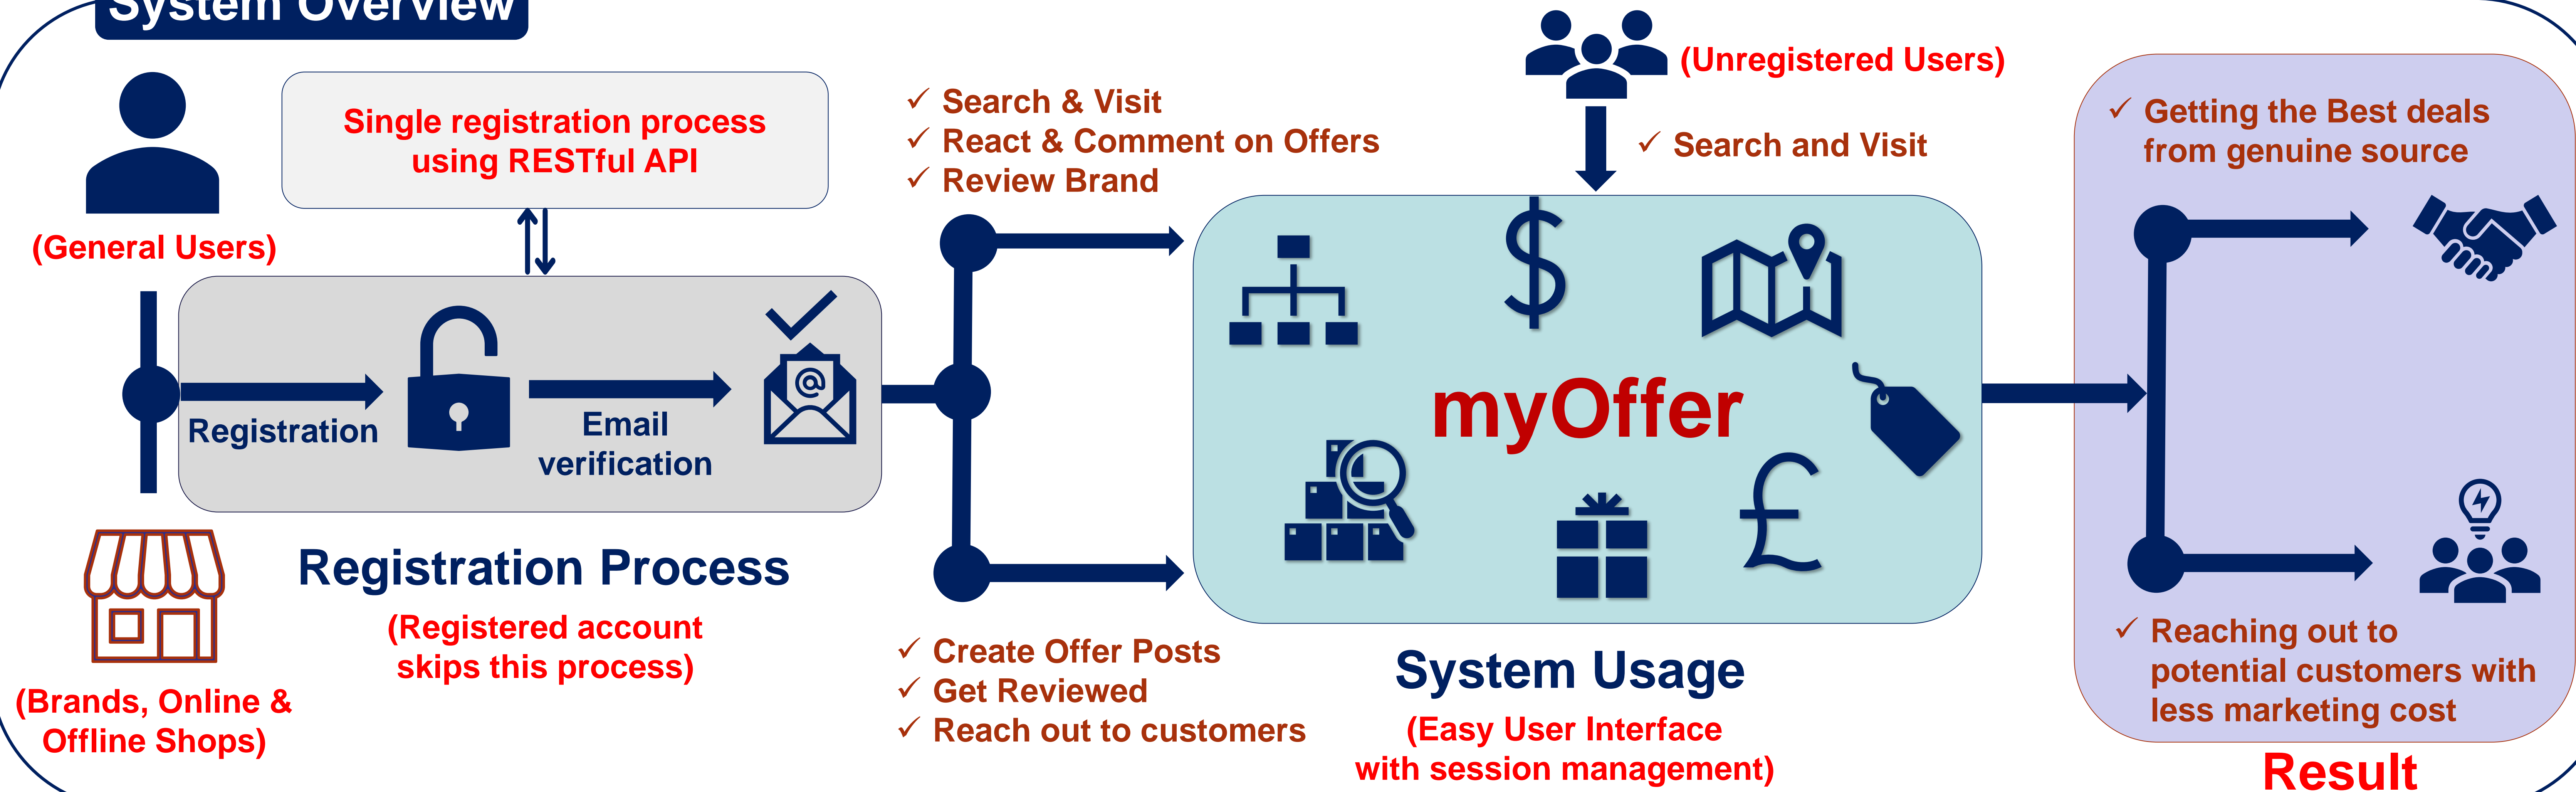 System Overview
(General Users)
Single registration process
using RESTful API
Registration
Email
verification
@
Registration Process
(Registered account
skips this process)
(Brands, Online &
Offline Shops)
✓ Search & Visit
✓ React & Comment on Offers
✓ Review Brand
✓ Create Offer Posts
✓ Get Reviewed
✓ Reach out to customers
(Unregistered Users)
✓ Search and Visit
$
myOffer
£
System Usage
(Easy User Interface
with session management)
✓ Getting the Best deals
from genuine source
✓ Reaching out to
potential customers with
less marketing cost
Result